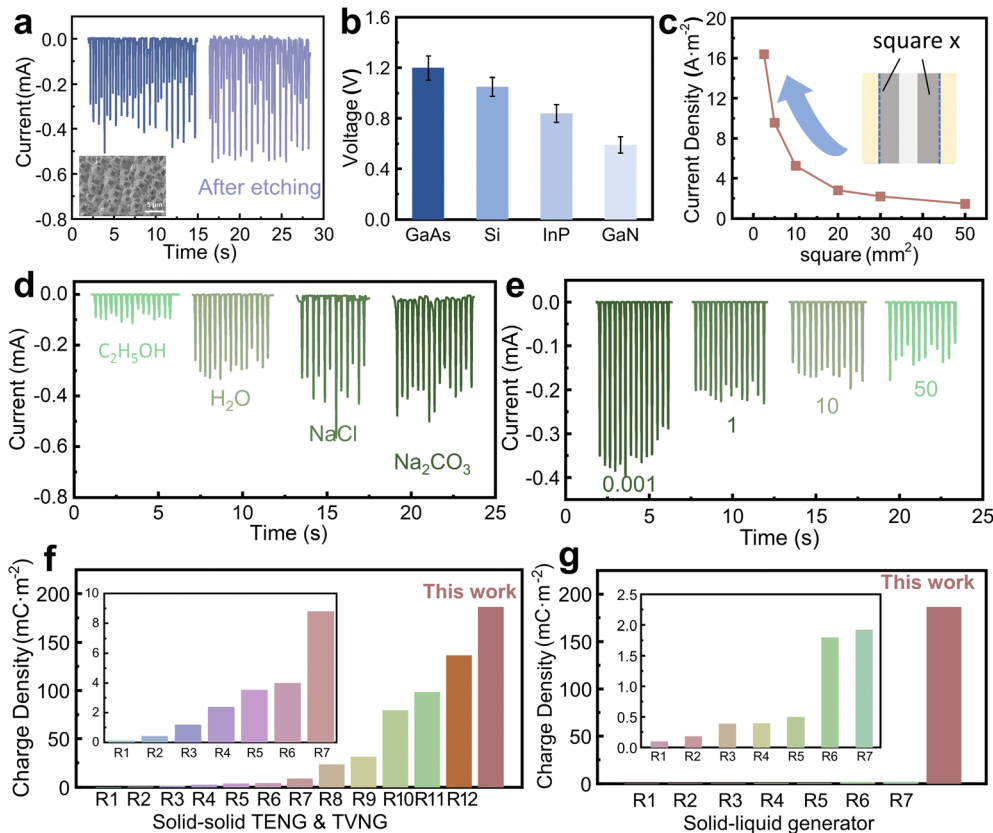 a
Current(mA)
0.0
-0.2
-0.4
-0.6
-0.8
5 μm
After etching
0 5 10 15 20 25 30
Time (s)
b
Voltage (V)
1.6
1.2
0.8
0.4
0.0
GaAs Si InP GaN
c
Current Density (A·m⁻²)
20
16
12
8
4
0
square x
0 10 20 30 40 50
square (mm²)
d
Current (mA)
0.0
-0.2
-0.4
-0.6
-0.8
C₂H₅OH
H₂O
NaCl
Na₂CO₃
0 5 10 15 20 25
Time (s)
e
Current (mA)
0.0
-0.1
-0.2
-0.3
-0.4
0.001
1
10
50
0 5 10 15 20 25
Time (s)
f
Charge Density (mC·m⁻²)
200
150
100
50
0
This work
10
8
6
4
2
0
R1 R2 R3 R4 R5 R6 R7
R1 R2 R3 R4 R5 R6 R7 R8 R9 R10 R11 R12
Solid-solid TENG & TVNG
g
Charge Density (mC·m⁻²)
200
150
100
50
0
This work
2.5
2.0
1.5
1.0
0.5
0.0
R1 R2 R3 R4 R5 R6 R7
R1 R2 R3 R4 R5 R6 R7
Solid-liquid generator